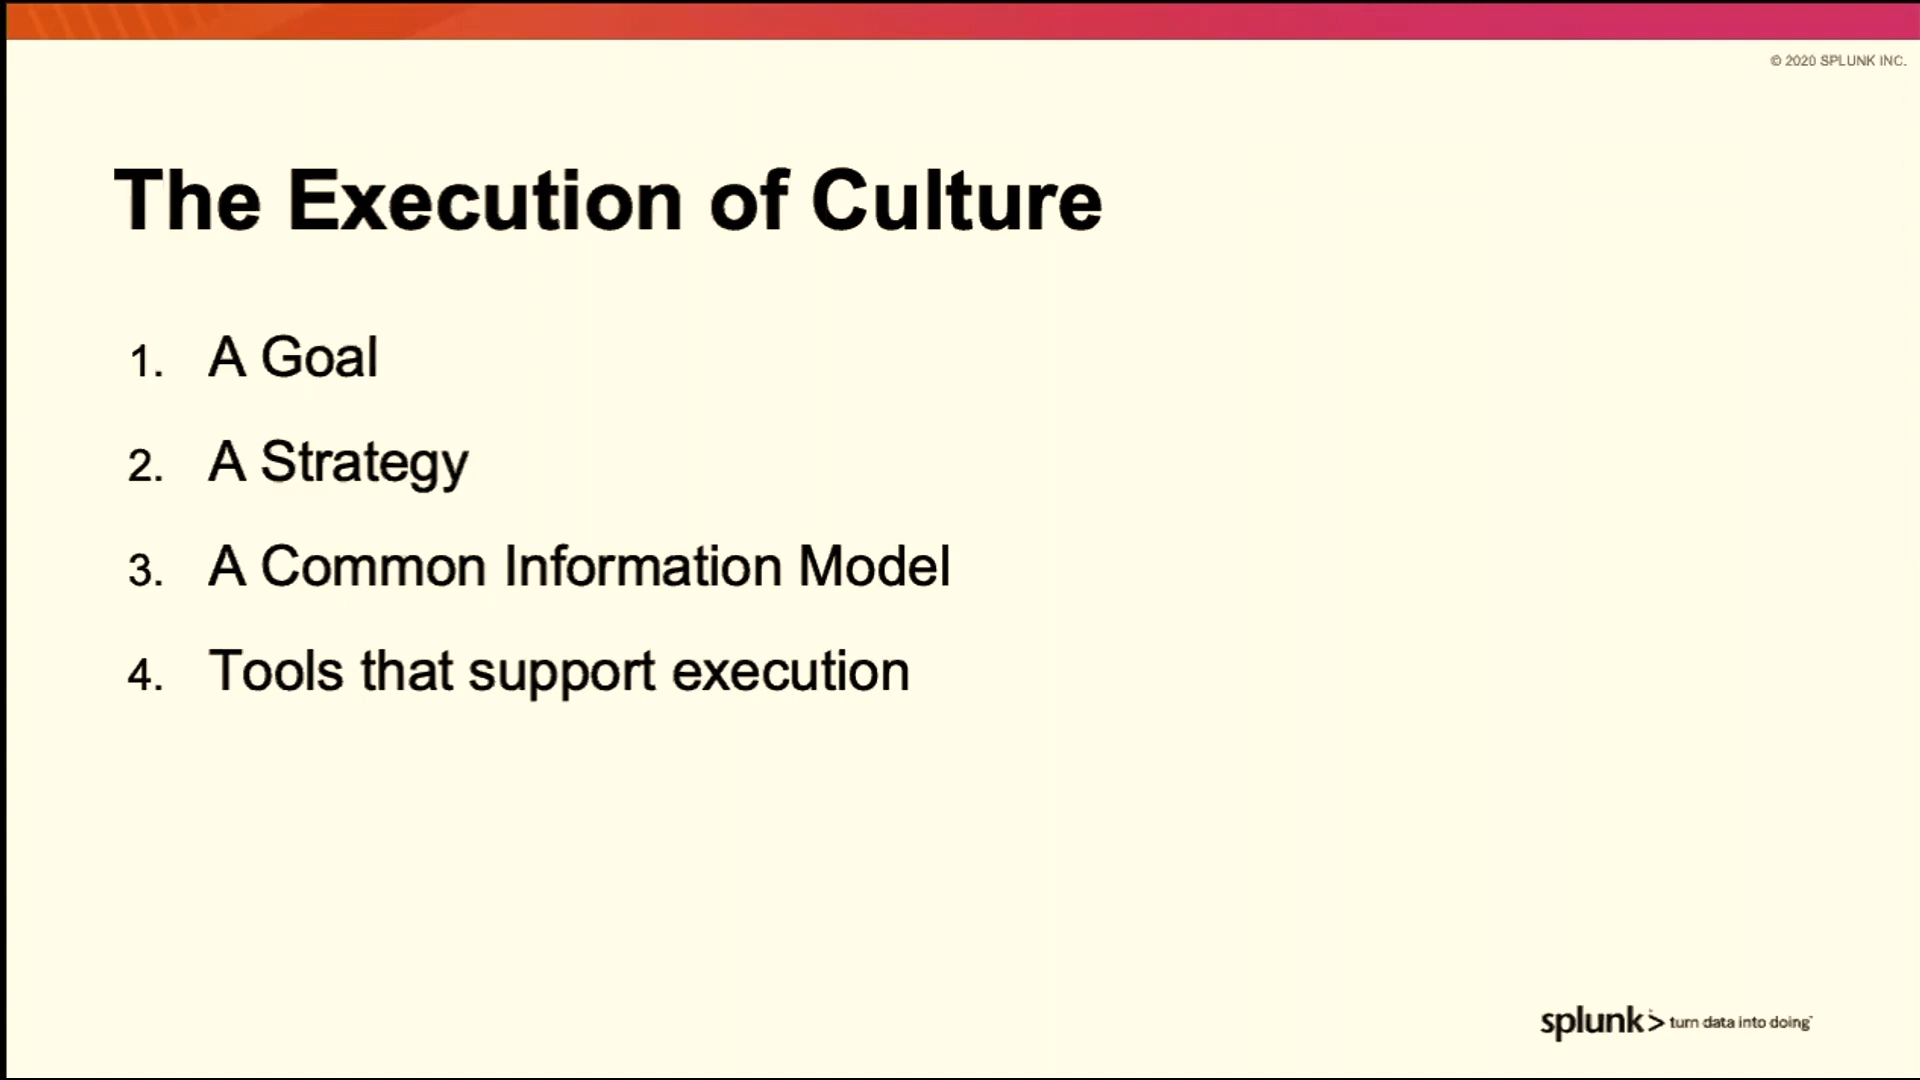 © 2020 SPLUNK INC.
The Execution of Culture
1. A Goal
2. A Strategy
3. A Common Information Model
4. Tools that support execution
splunk> turn data into doing™